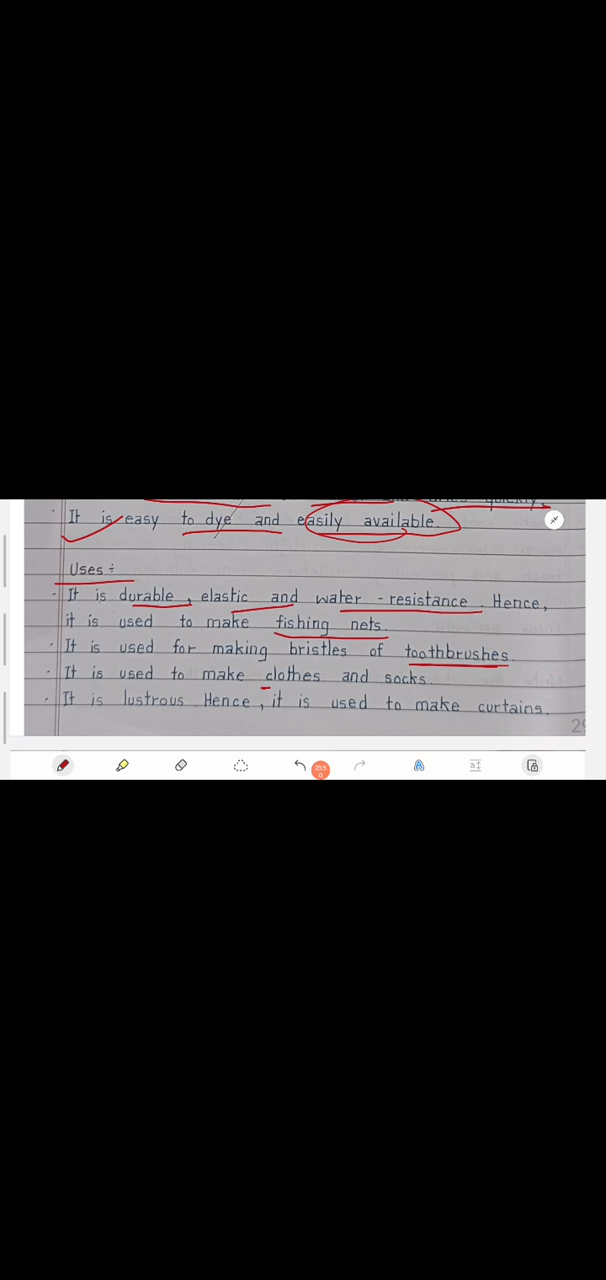 quickly.
· It is easy to dye and easily available.
Uses ÷
- It is durable, elastic and water - resistance. Hence,
it is used to make fishing nets.
· It is used for making bristles of toothbrushes.
· It is used to make clothes and socks.
· It is lustrous. Hence, it is used to make curtains.